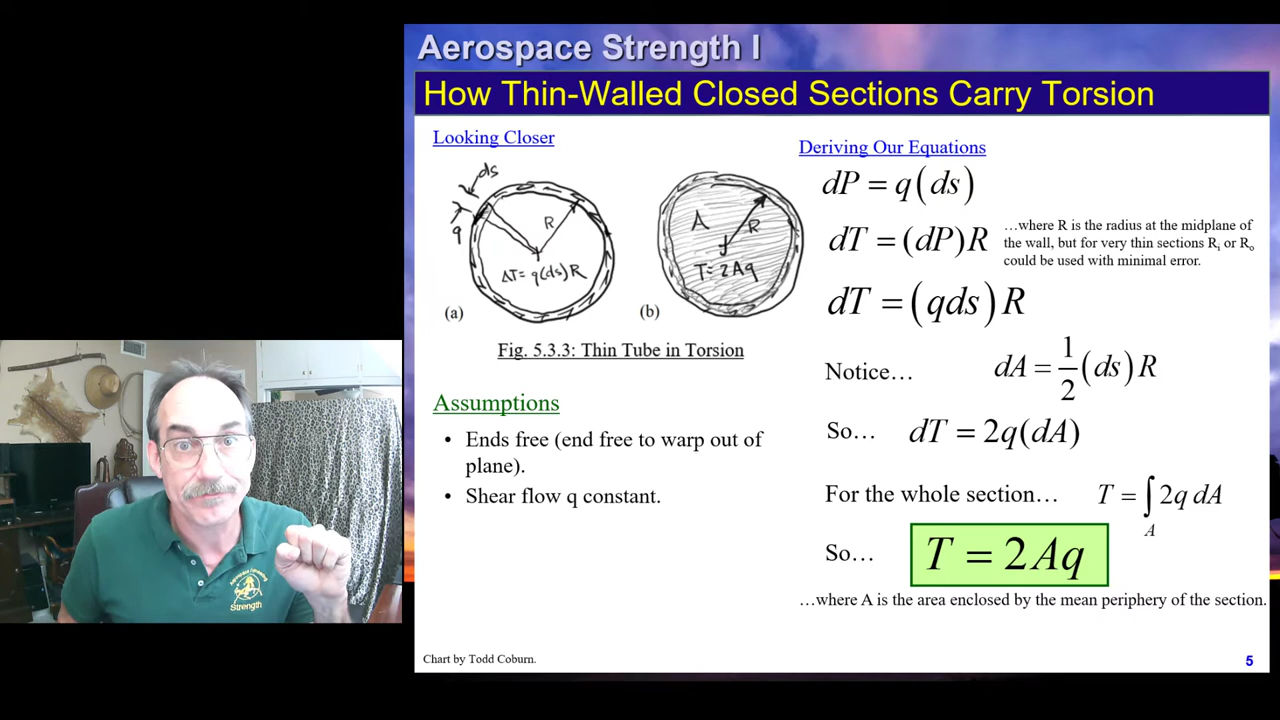 Aerospace Strength I
How Thin-Walled Closed Sections Carry Torsion
Looking Closer
ds
q
R
ΔT = q(ds)R
(a)
A
R
T = 2Aq
(b)
Fig. 5.3.3: Thin Tube in Torsion
Assumptions
• Ends free (end free to warp out of
plane).
• Shear flow q constant.
Deriving Our Equations
dP = q(ds)
dT = (dP)R
…where R is the radius at the midplane of
the wall, but for very thin sections Ri or Ro
could be used with minimal error.
dT = (qds)R
Notice… dA = 1/2 (ds)R
So… dT = 2q(dA)
For the whole section… T = ∫A 2q dA
So… T = 2Aq
…where A is the area enclosed by the mean periphery of the section.
Strength
Chart by Todd Coburn.
5